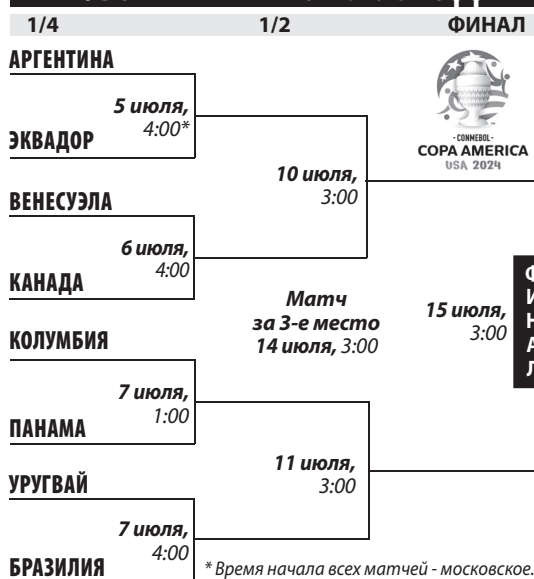 1/4 1/2 ФИНАЛ
АРГЕНТИНА
5 июля,
4:00*
ЭКВАДОР
- CONMEBOL -
COPA AMERICA
USA 2024
10 июля,
3:00
ВЕНЕСУЭЛА
6 июля,
4:00
КАНАДА
Матч
за 3-е место
14 июля, 3:00
15 июля,
3:00
ФИНАЛ
КОЛУМБИЯ
7 июля,
1:00
ПАНАМА
11 июля,
3:00
УРУГВАЙ
7 июля,
4:00
БРАЗИЛИЯ
* Время начала всех матчей - московское.